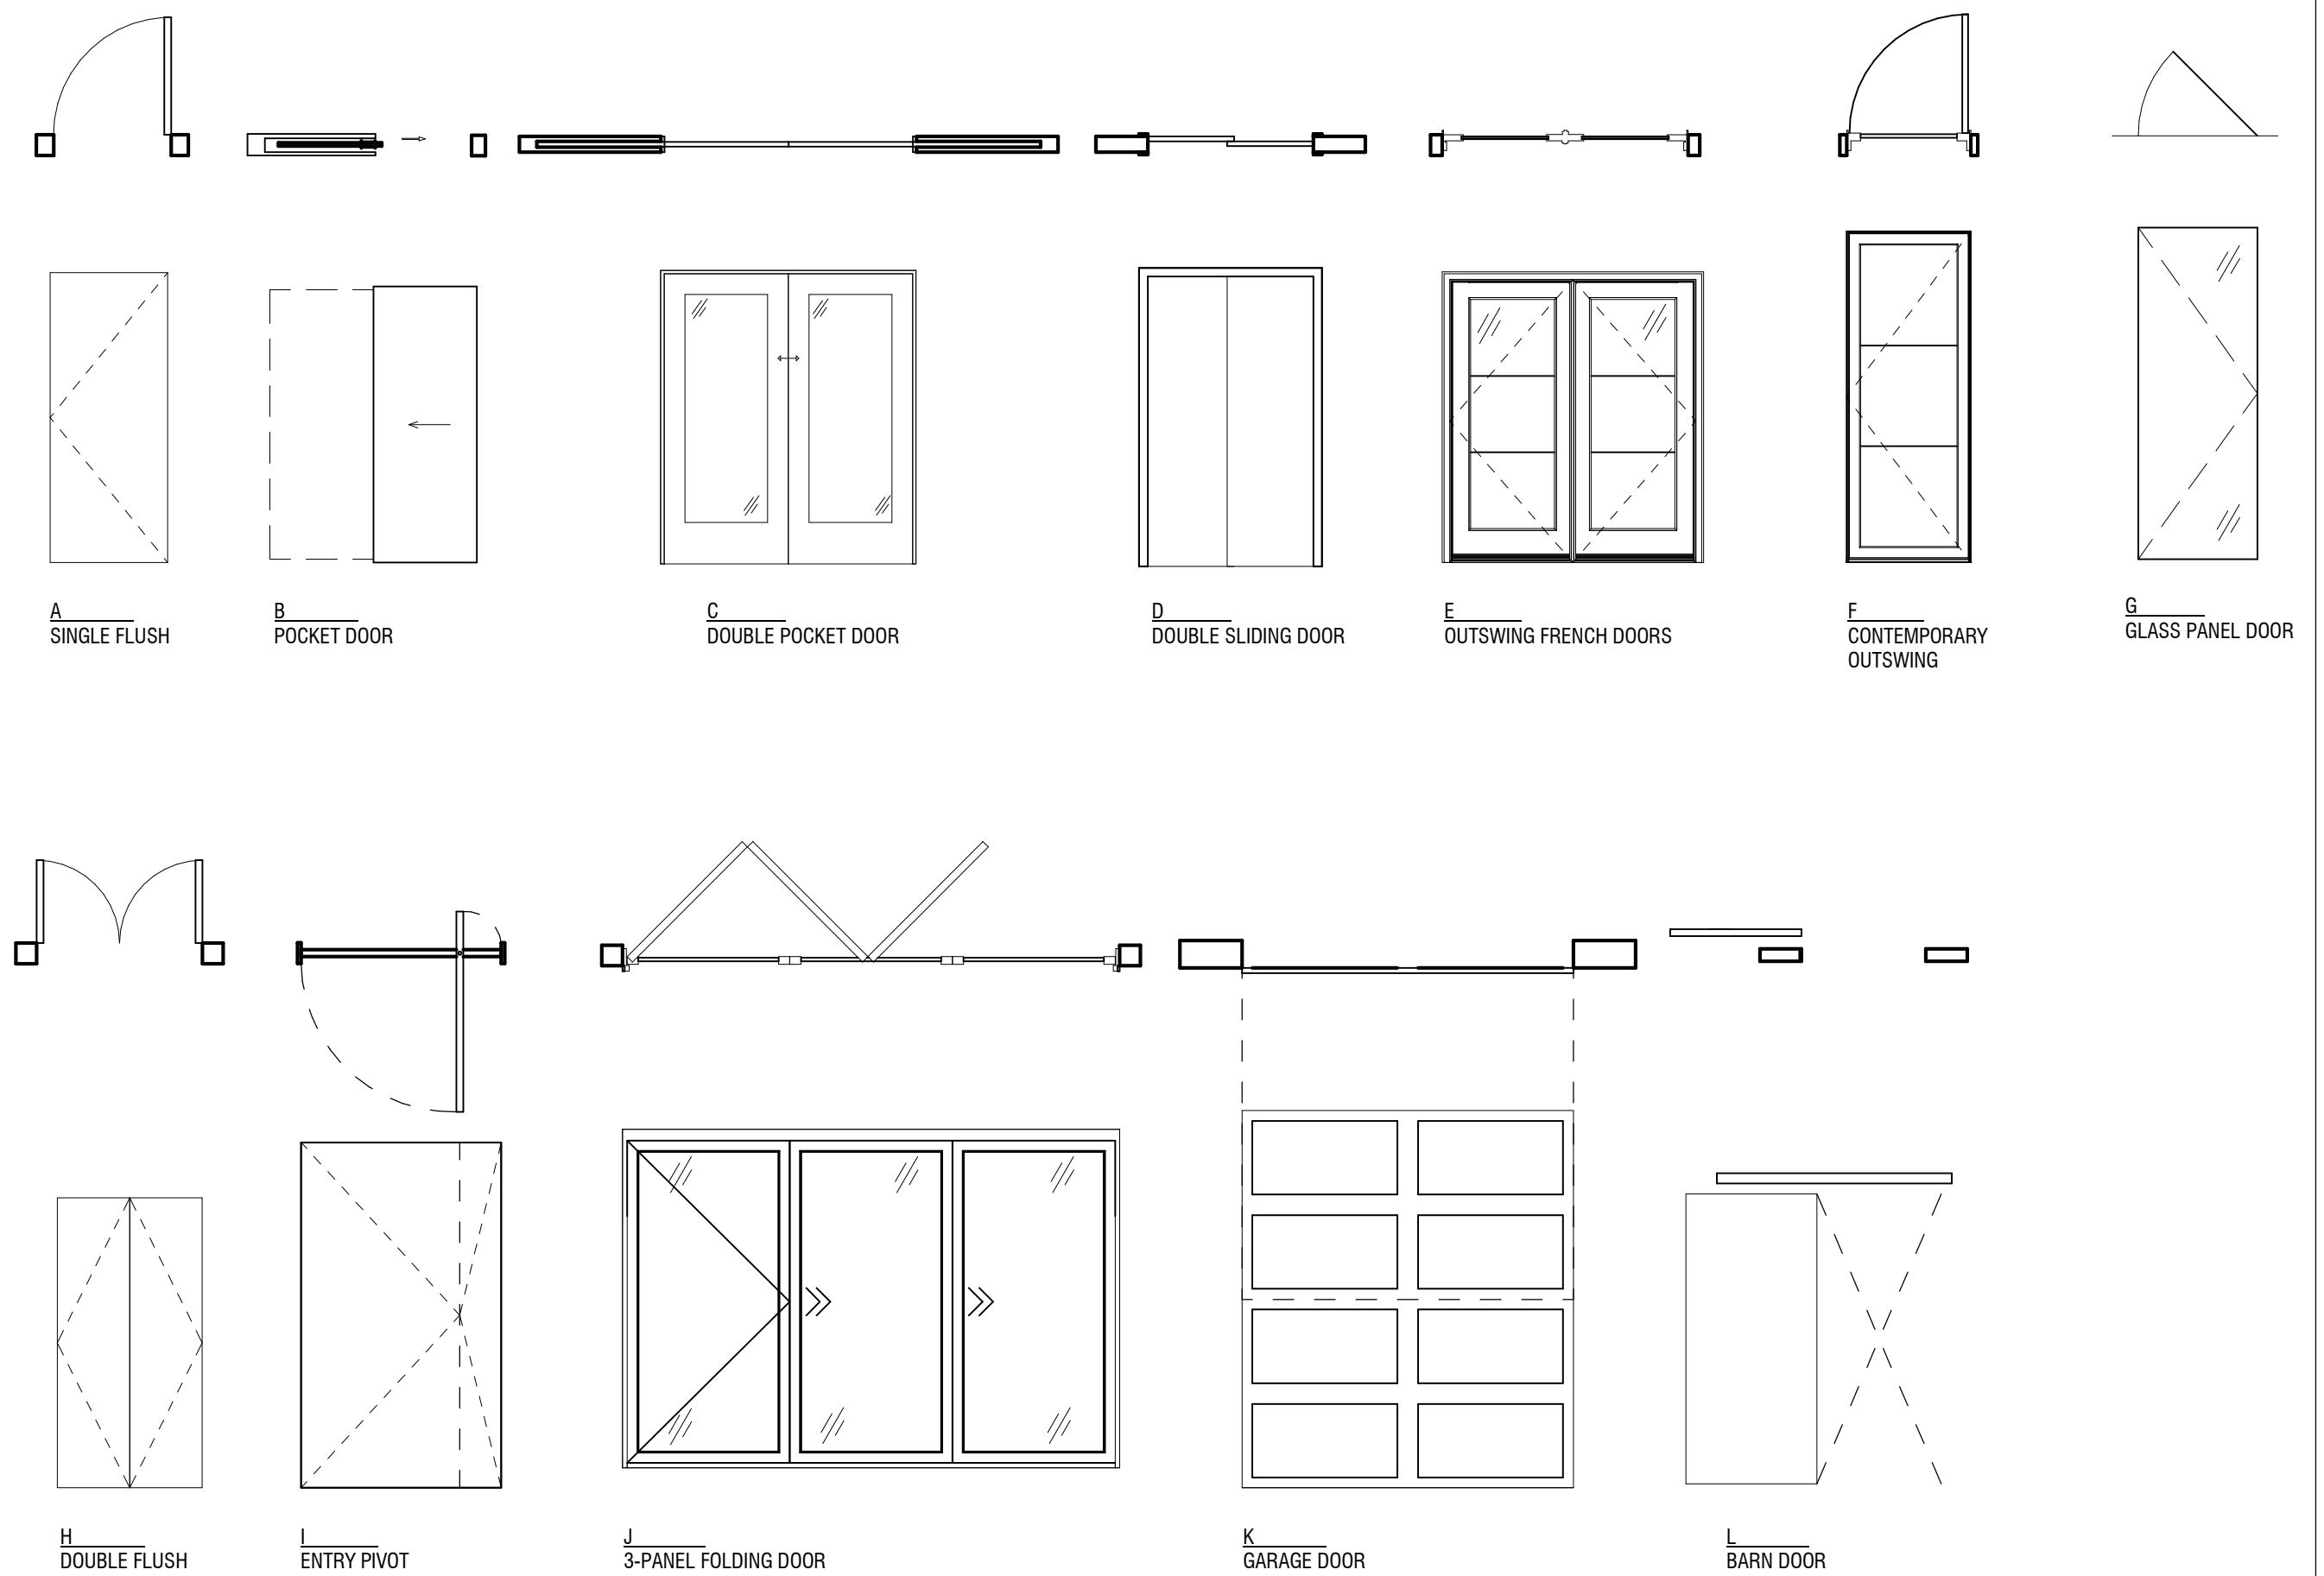 A
SINGLE FLUSH
B
POCKET DOOR
C
DOUBLE POCKET DOOR
D
DOUBLE SLIDING DOOR
E
OUTSWING FRENCH DOORS
F
CONTEMPORARY
OUTSWING
G
GLASS PANEL DOOR
H
DOUBLE FLUSH
I
ENTRY PIVOT
J
3-PANEL FOLDING DOOR
K
GARAGE DOOR
L
BARN DOOR